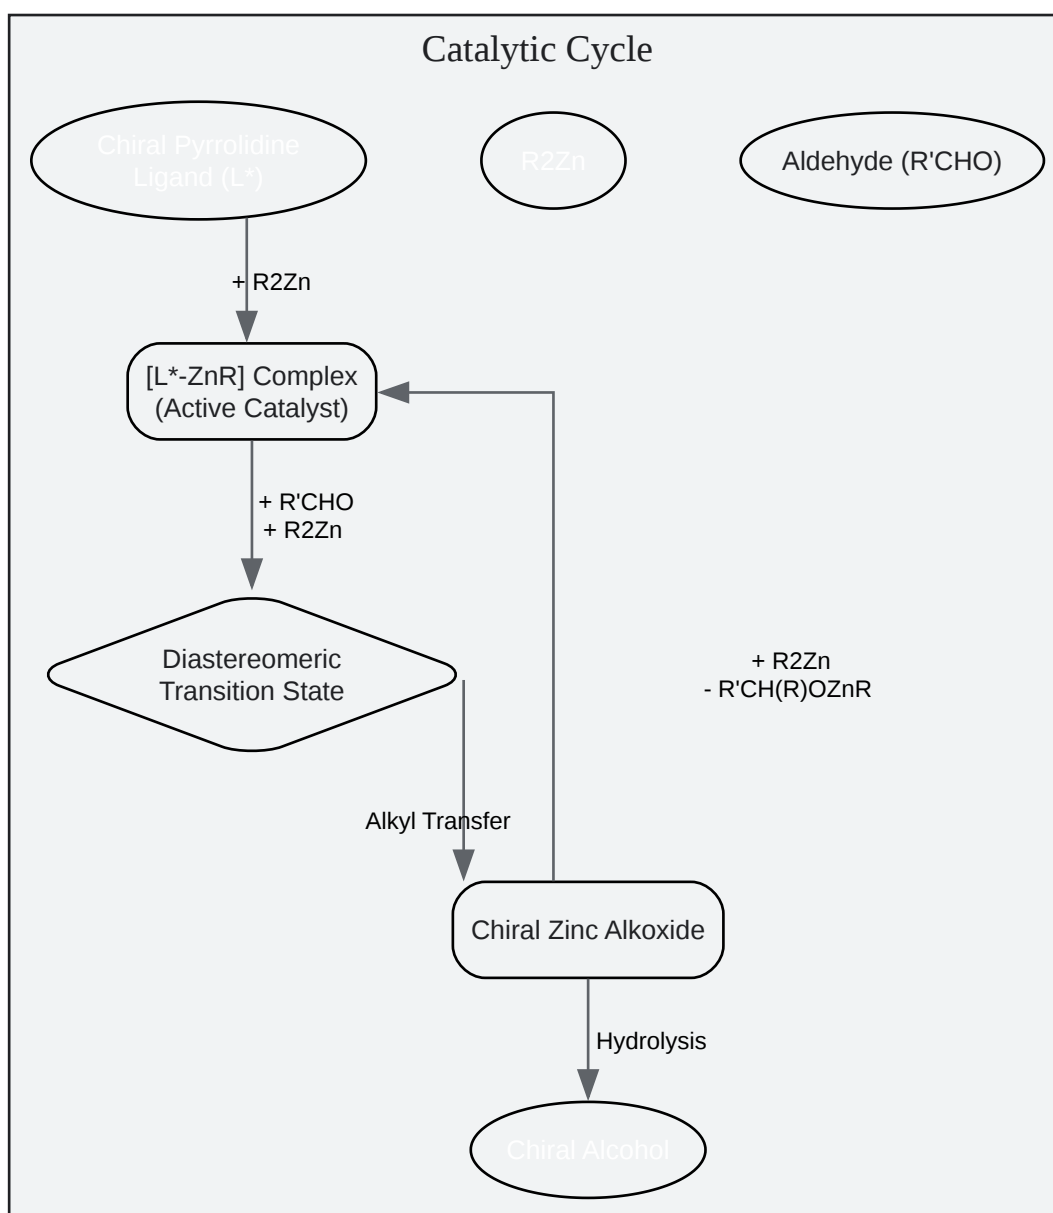 Catalytic Cycle
Chiral Pyrrolidine
Ligand (L*)
R2Zn
Aldehyde (R'CHO)
+ R2Zn
[L*-ZnR] Complex
(Active Catalyst)
+ R'CHO
+ R2Zn
Diastereomeric
Transition State
+ R2Zn
- R'CH(R)OZnR
Alkyl Transfer
Chiral Zinc Alkoxide
Hydrolysis
Chiral Alcohol